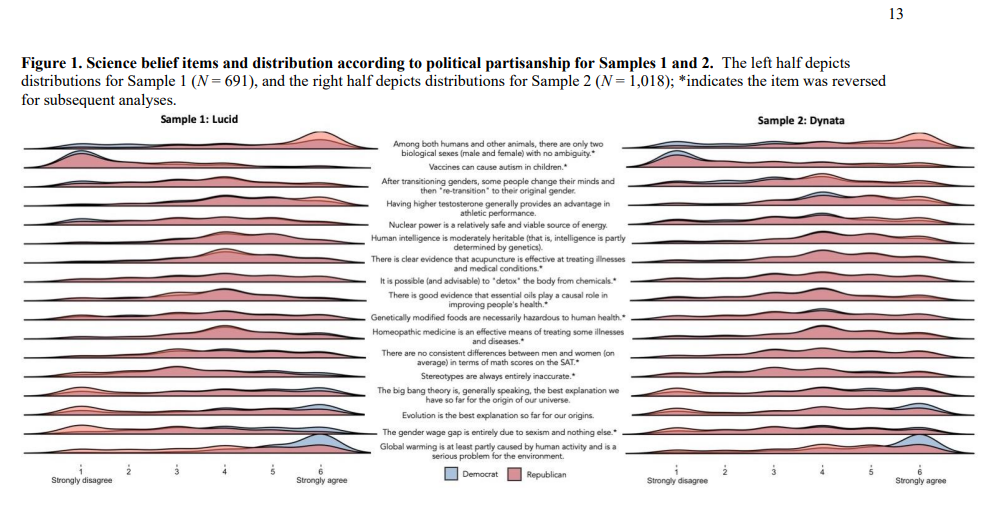 13
Figure 1. Science belief items and distribution according to political partisanship for Samples 1 and 2. The left half depicts
distributions for Sample 1 (N = 691), and the right half depicts distributions for Sample 2 (N = 1,018); *indicates the item was reversed
for subsequent analyses.
Sample 1: Lucid
Sample 2: Dynata
Among both humans and other animals, there are only two
biological sexes (male and female) with no ambiguity.*
Vaccines can cause autism in children.*
After transitioning genders, some people change their minds and
then "re-transition" to their original gender.
Having higher testosterone generally provides an advantage in
athletic performance.
Nuclear power is a relatively safe and viable source of energy.
Human intelligence is moderately heritable (that is, intelligence is partly
determined by genetics).
There is clear evidence that acupuncture is effective at treating illnesses
and medical conditions.*
It is possible (and advisable) to "detox" the body from chemicals.*
There is good evidence that essential oils play a causal role in
improving people's health.*
Genetically modified foods are necessarily hazardous to human health.*
Homeopathic medicine is an effective means of treating some illnesses
and diseases.*
There are no consistent differences between men and women (on
average) in terms of math scores on the SAT.*
Stereotypes are always entirely inaccurate.*
The big bang theory is, generally speaking, the best explanation we
have so far for the origin of our universe.
Evolution is the best explanation so far for our origins.
The gender wage gap is entirely due to sexism and nothing else.*
Global warming is at least partly caused by human activity and is a
serious problem for the environment.
1 2 3 4 5 6
Strongly disagree Strongly agree
Democrat Republican
1 2 3 4 5 6
Strongly disagree Strongly agree